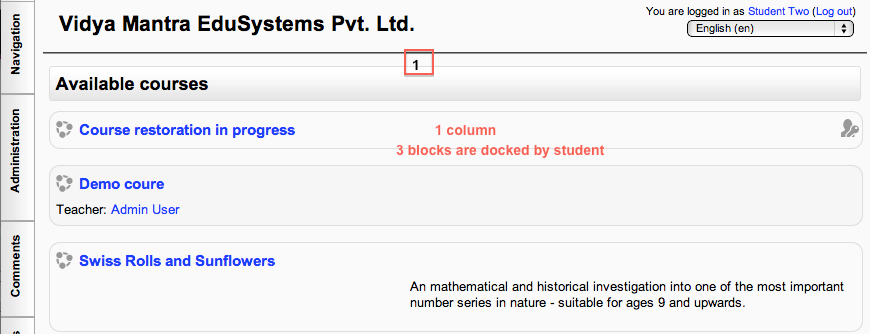 You are logged in as Student Two (Log out)
Vidya Mantra EduSystems Pvt. Ltd.
English (en)
Navigation
1
Available courses
Course restoration in progress
1 column
3 blocks are docked by student
Administration
Demo coure
Teacher: Admin User
Comments
Swiss Rolls and Sunflowers
An mathematical and historical investigation into one of the most important
number series in nature - suitable for ages 9 and upwards.